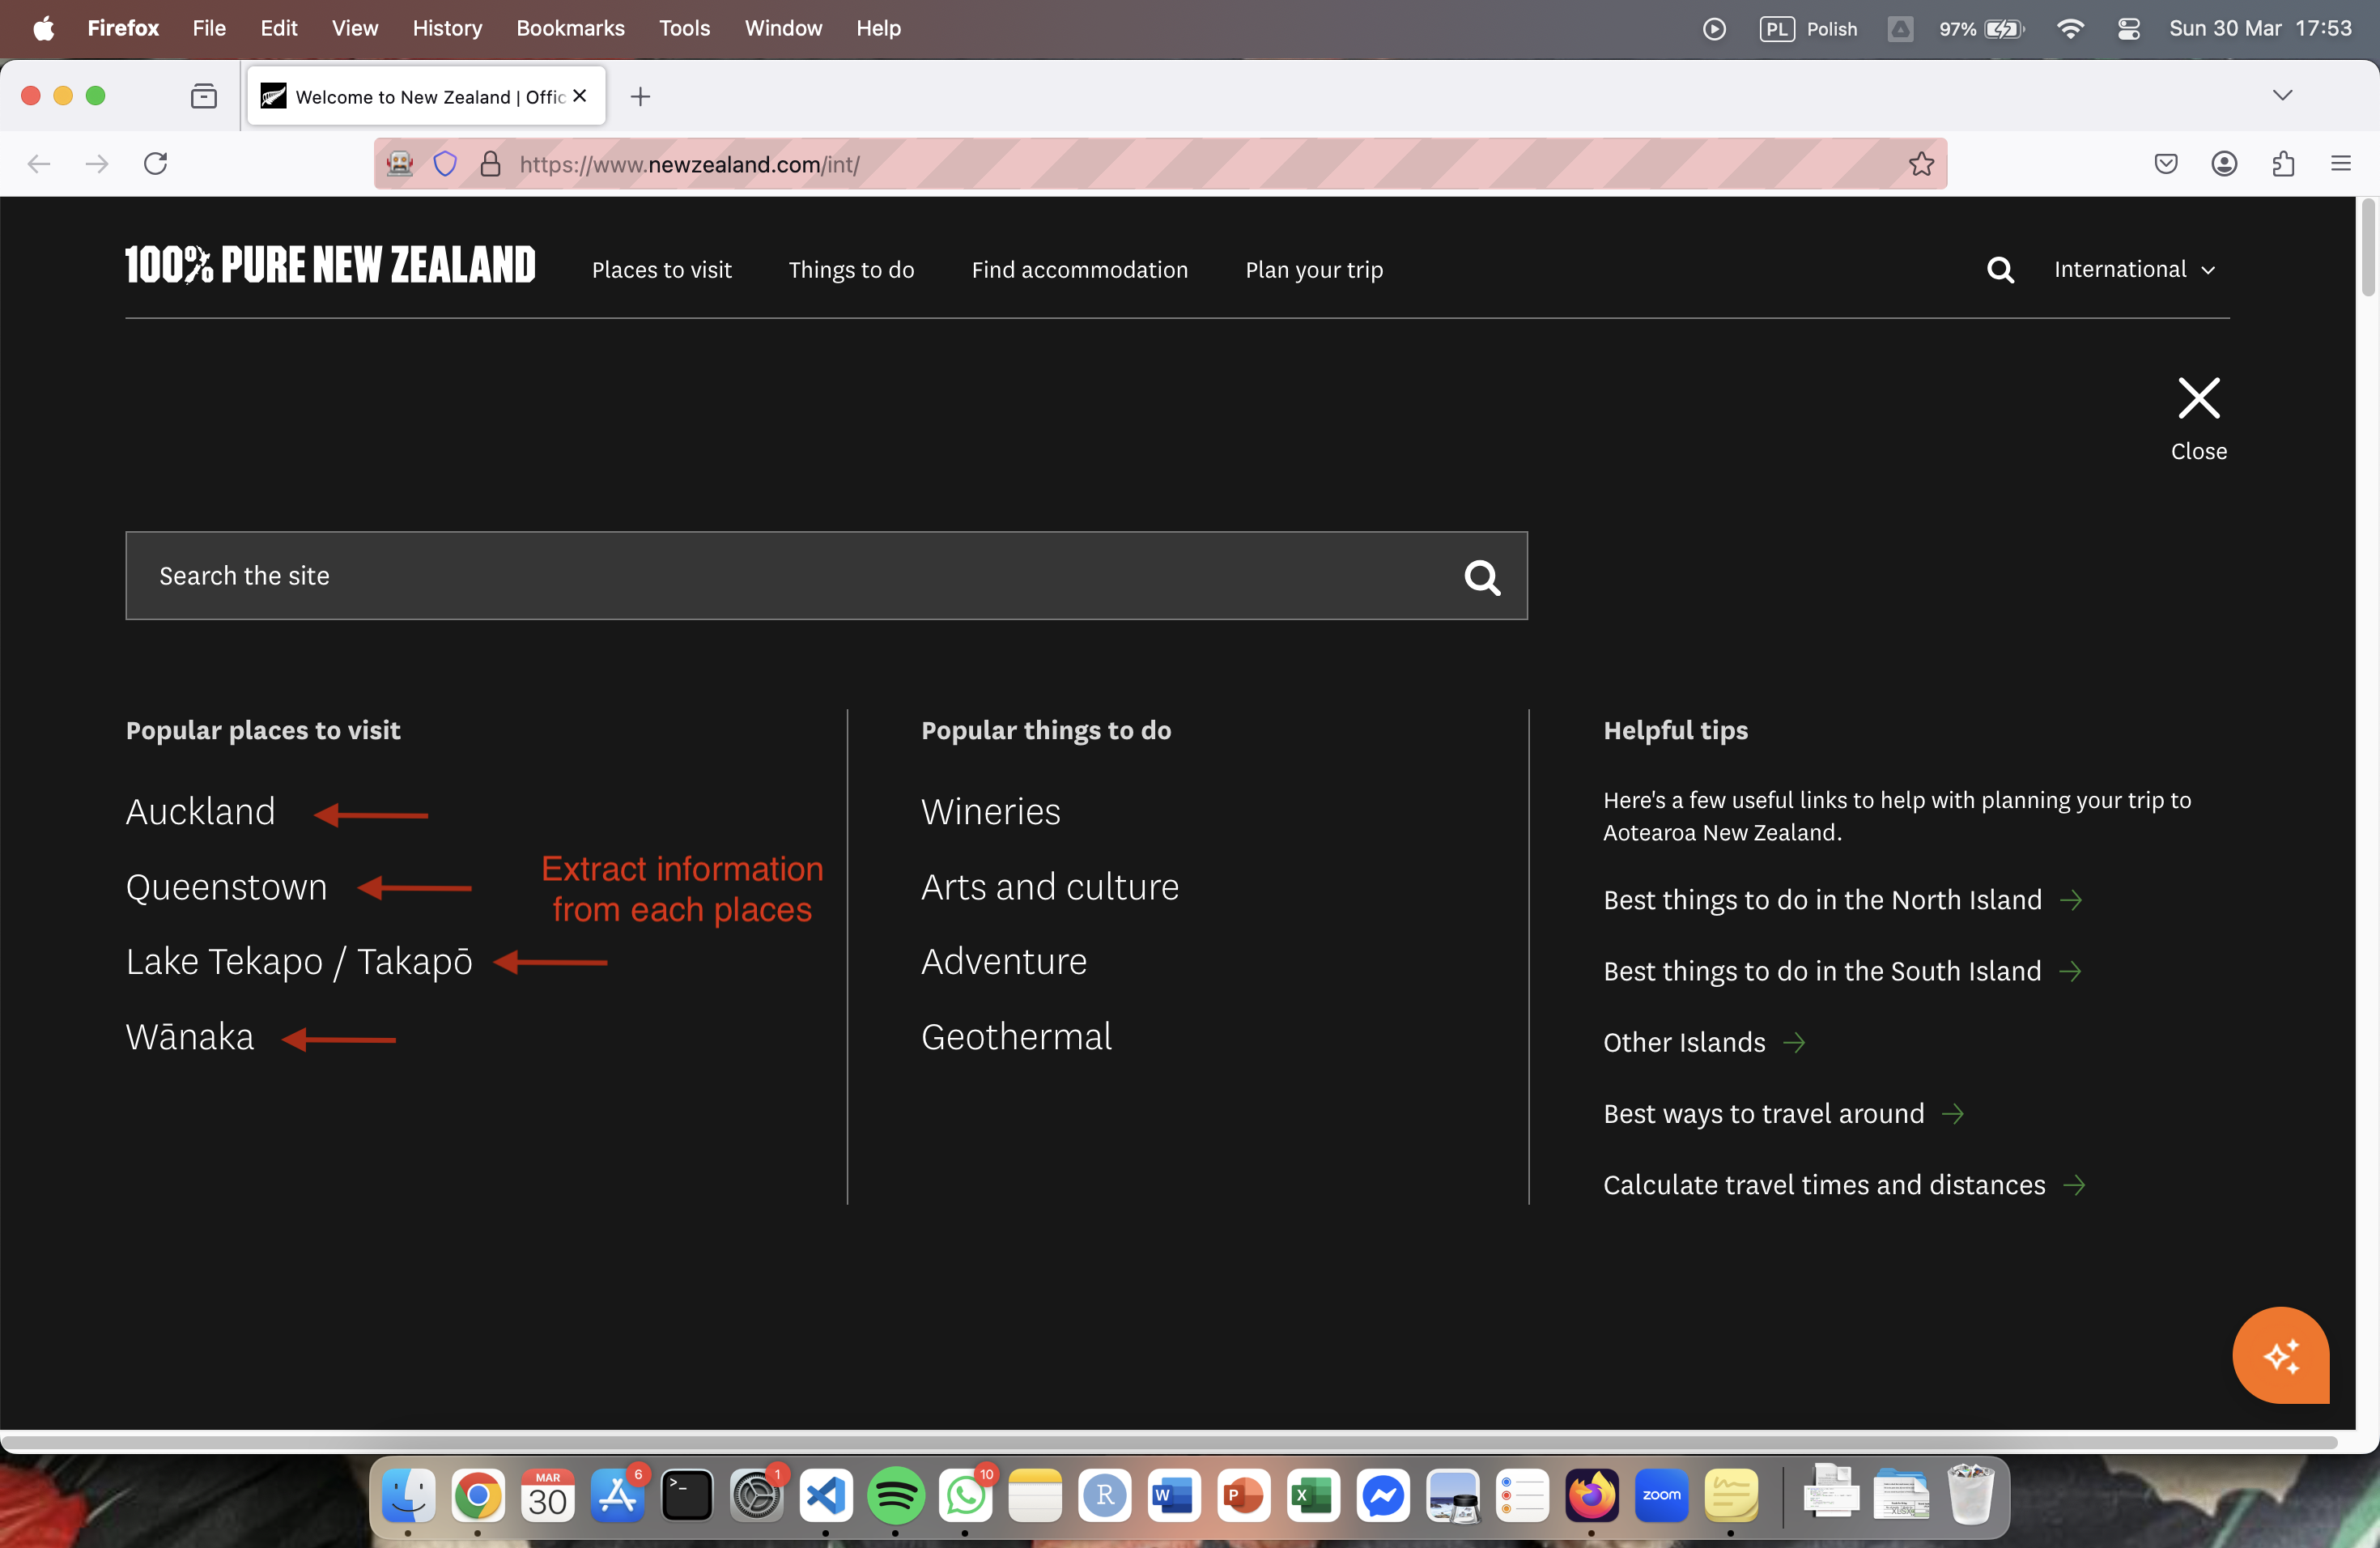 Firefox File Edit View History Bookmarks Tools Window Help PL Polish 97% Sun 30 Mar 17:53
Welcome to New Zealand | Offic
https://www.newzealand.com/int/
100% PURE NEW ZEALAND Places to visit Things to do Find accommodation Plan your trip International
Close
Search the site
Popular places to visit
Auckland
Queenstown
Lake Tekapo / Takapō
Wānaka
Extract information
from each places
Popular things to do
Wineries
Arts and culture
Adventure
Geothermal
Helpful tips
Here's a few useful links to help with planning your trip to
Aotearoa New Zealand.
Best things to do in the North Island →
Best things to do in the South Island →
Other Islands →
Best ways to travel around →
Calculate travel times and distances →
MAR
30
6
>_
1
10
R
W
P
X
zoom